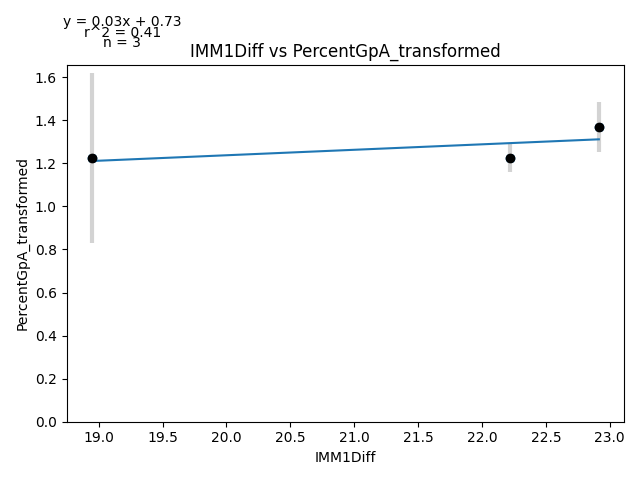 y = 0.03x + 0.73
r^2 = 0.41
n = 3
IMM1Diff vs PercentGpA_transformed
PercentGpA_transformed
1.6
1.4
1.2
1.0
0.8
0.6
0.4
0.2
0.0
19.0 19.5 20.0 20.5 21.0 21.5 22.0 22.5 23.0
IMM1Diff